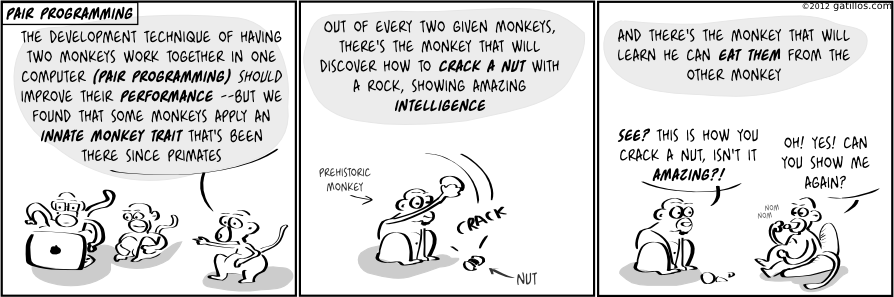 PAIR PROGRAMMING
©2012 gatillos.com
THE DEVELOPMENT TECHNIQUE OF HAVING
TWO MONKEYS WORK TOGETHER IN ONE
COMPUTER (PAIR PROGRAMMING) SHOULD
IMPROVE THEIR PERFORMANCE --BUT WE
FOUND THAT SOME MONKEYS APPLY AN
INNATE MONKEY TRAIT THAT'S BEEN
THERE SINCE PRIMATES
OUT OF EVERY TWO GIVEN MONKEYS,
THERE'S THE MONKEY THAT WILL
DISCOVER HOW TO CRACK A NUT WITH
A ROCK, SHOWING AMAZING
INTELLIGENCE
PREHISTORIC
MONKEY
CRACK
NUT
AND THERE'S THE MONKEY THAT WILL
LEARN HE CAN EAT THEM FROM THE
OTHER MONKEY
SEE? THIS IS HOW YOU
CRACK A NUT, ISN'T IT
AMAZING?!
OH! YES! CAN
YOU SHOW ME
AGAIN?
NOM
NOM